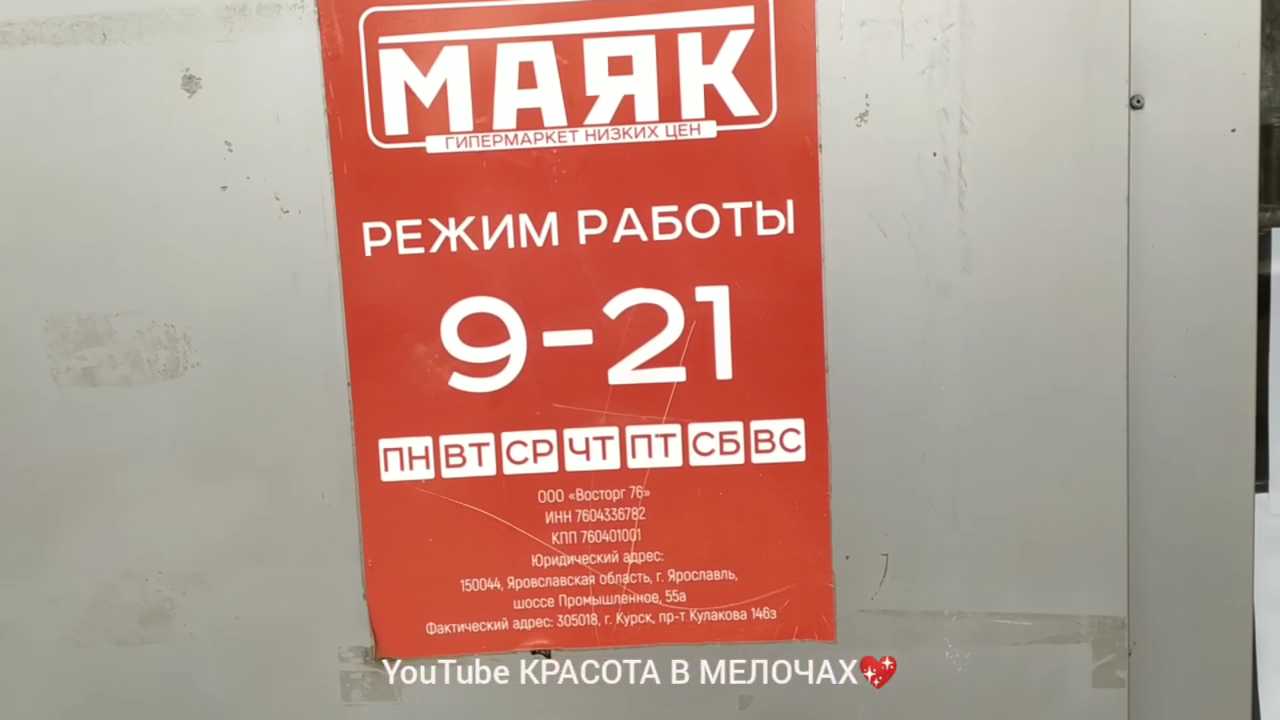 МАЯК
ГИПЕРМАРКЕТ НИЗКИХ ЦЕН
РЕЖИМ РАБОТЫ
9-21
ПН ВТ СР ЧТ ПТ СБ ВС
ООО «Восторг 76»
ИНН 7604336782
КПП 760401001
Юридический адрес:
150044, Яровславская область, г. Ярославль,
шоссе Промышленное, 55а
Фактический адрес: 305018, г. Курск, пр-т Кулакова 146з
YouTube КРАСОТА В МЕЛОЧАХ💖